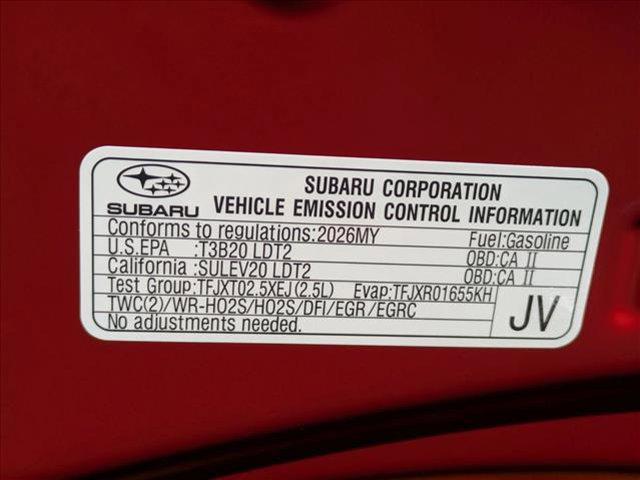 SUBARU
SUBARU CORPORATION
VEHICLE EMISSION CONTROL INFORMATION
Conforms to regulations:2026MY Fuel:Gasoline
U.S.EPA :T3B20 LDT2 OBD:CA II
California :SULEV20 LDT2 OBD:CA II
Test Group:TFJXT02.5XEJ(2.5L) Evap:TFJXR01655KH
TWC(2)/WR-HO2S/HO2S/DFI/EGR/EGRC
No adjustments needed.
JV